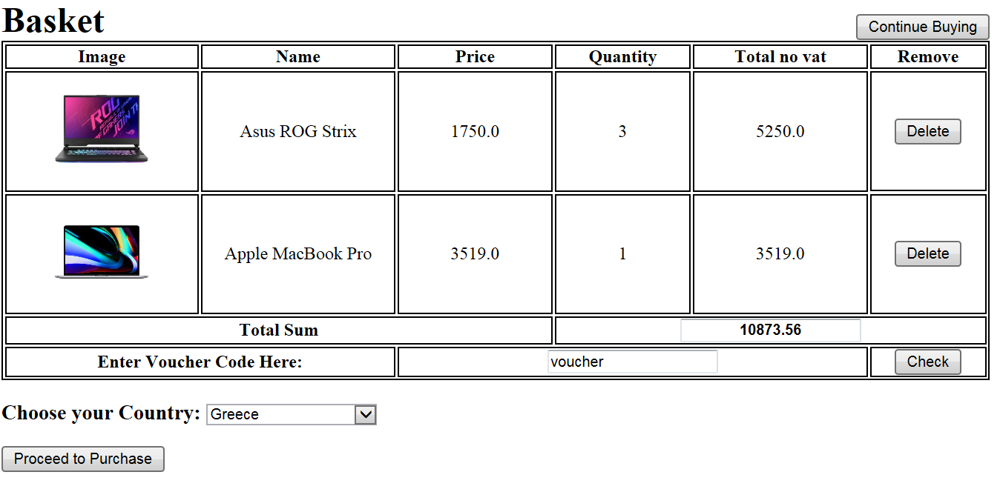 Basket
Continue Buying
Image Name Price Quantity Total no vat Remove
ROG
JOIN TH
Asus ROG Strix 1750.0 3 5250.0 Delete
Apple MacBook Pro 3519.0 1 3519.0 Delete
Total Sum 10873.56
Enter Voucher Code Here: voucher Check
Choose your Country: Greece
Proceed to Purchase